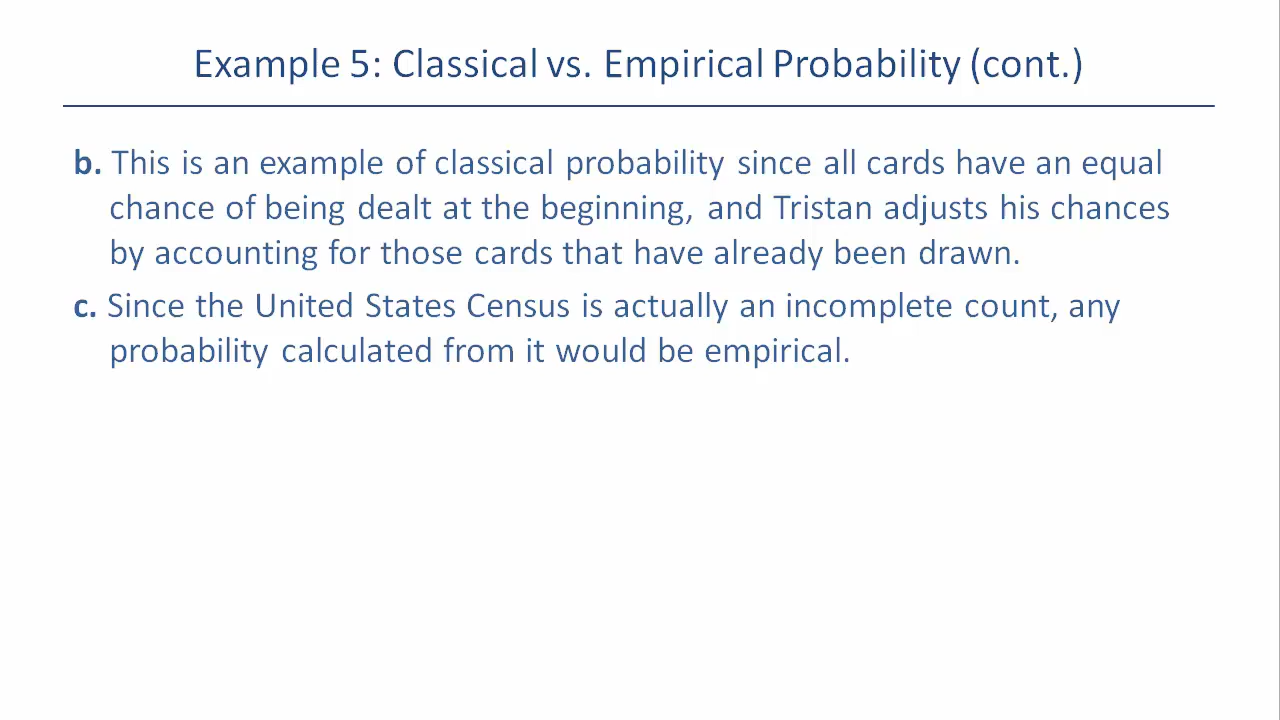 Example 5: Classical vs. Empirical Probability (cont.)
b. This is an example of classical probability since all cards have an equal
chance of being dealt at the beginning, and Tristan adjusts his chances
by accounting for those cards that have already been drawn.
c. Since the United States Census is actually an incomplete count, any
probability calculated from it would be empirical.